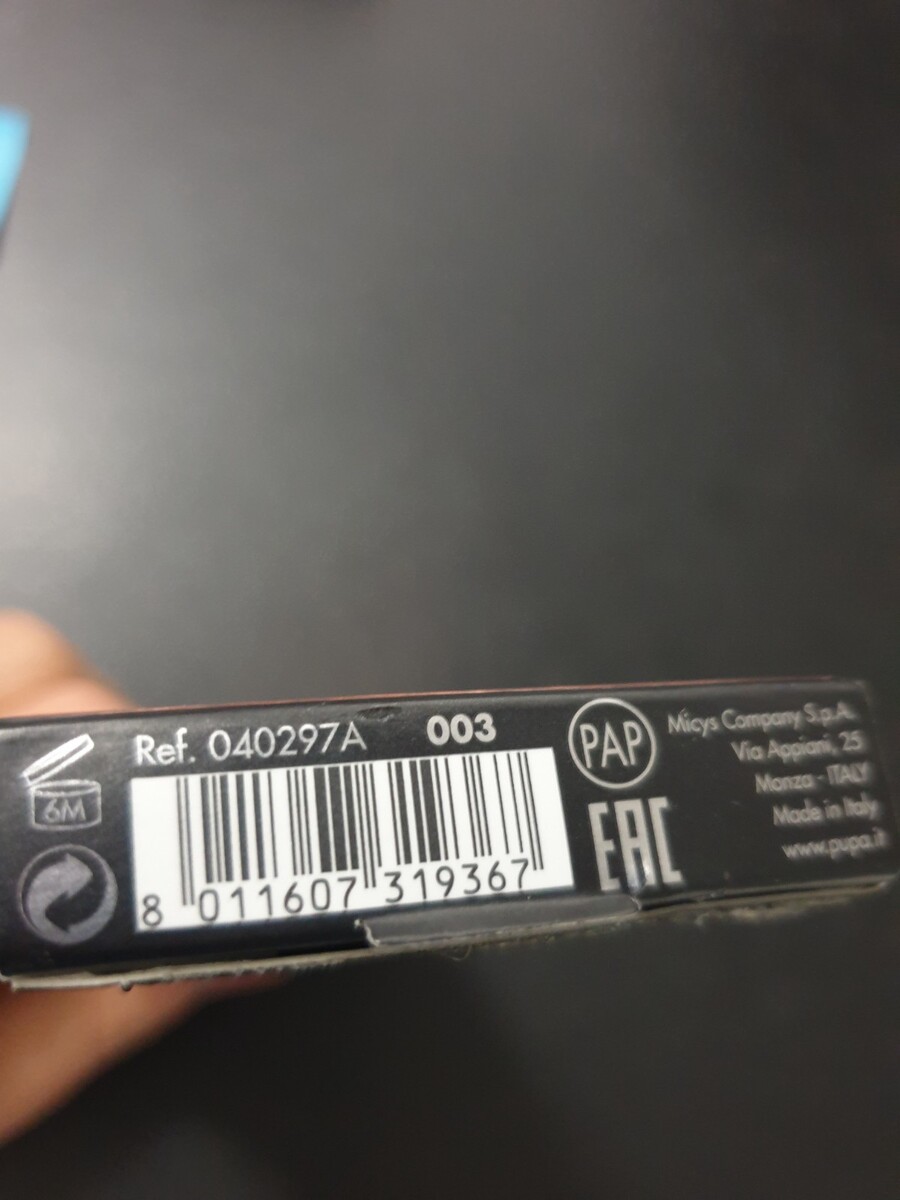 Ref. 040297A 003
6M
8 011607 319367
PAP
EAC
Micys Company S.p.A.
Via Appiani, 25
Monza - ITALY
Made in Italy
www.pupa.it